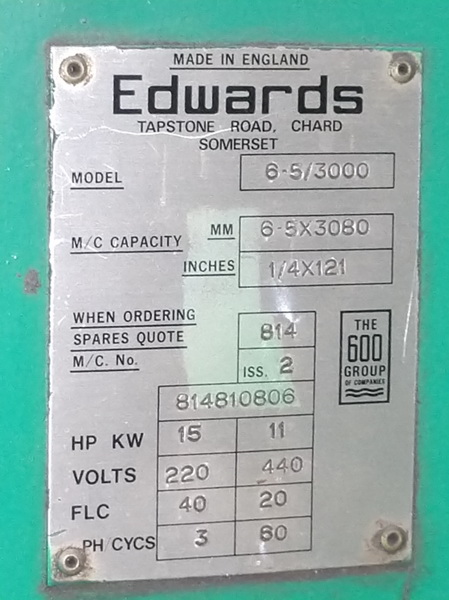 MADE IN ENGLAND
Edwards
TAPSTONE ROAD, CHARD
SOMERSET
MODEL 6-5/3000
M/C CAPACITY MM 6-5X3080
INCHES 1/4X121
WHEN ORDERING
SPARES QUOTE 814
M/C. No. ISS. 2
THE
600
GROUP
OF COMPANIES
814810806
HP KW 15 11
VOLTS 220 440
FLC 40 20
PH/CYCS 3 60